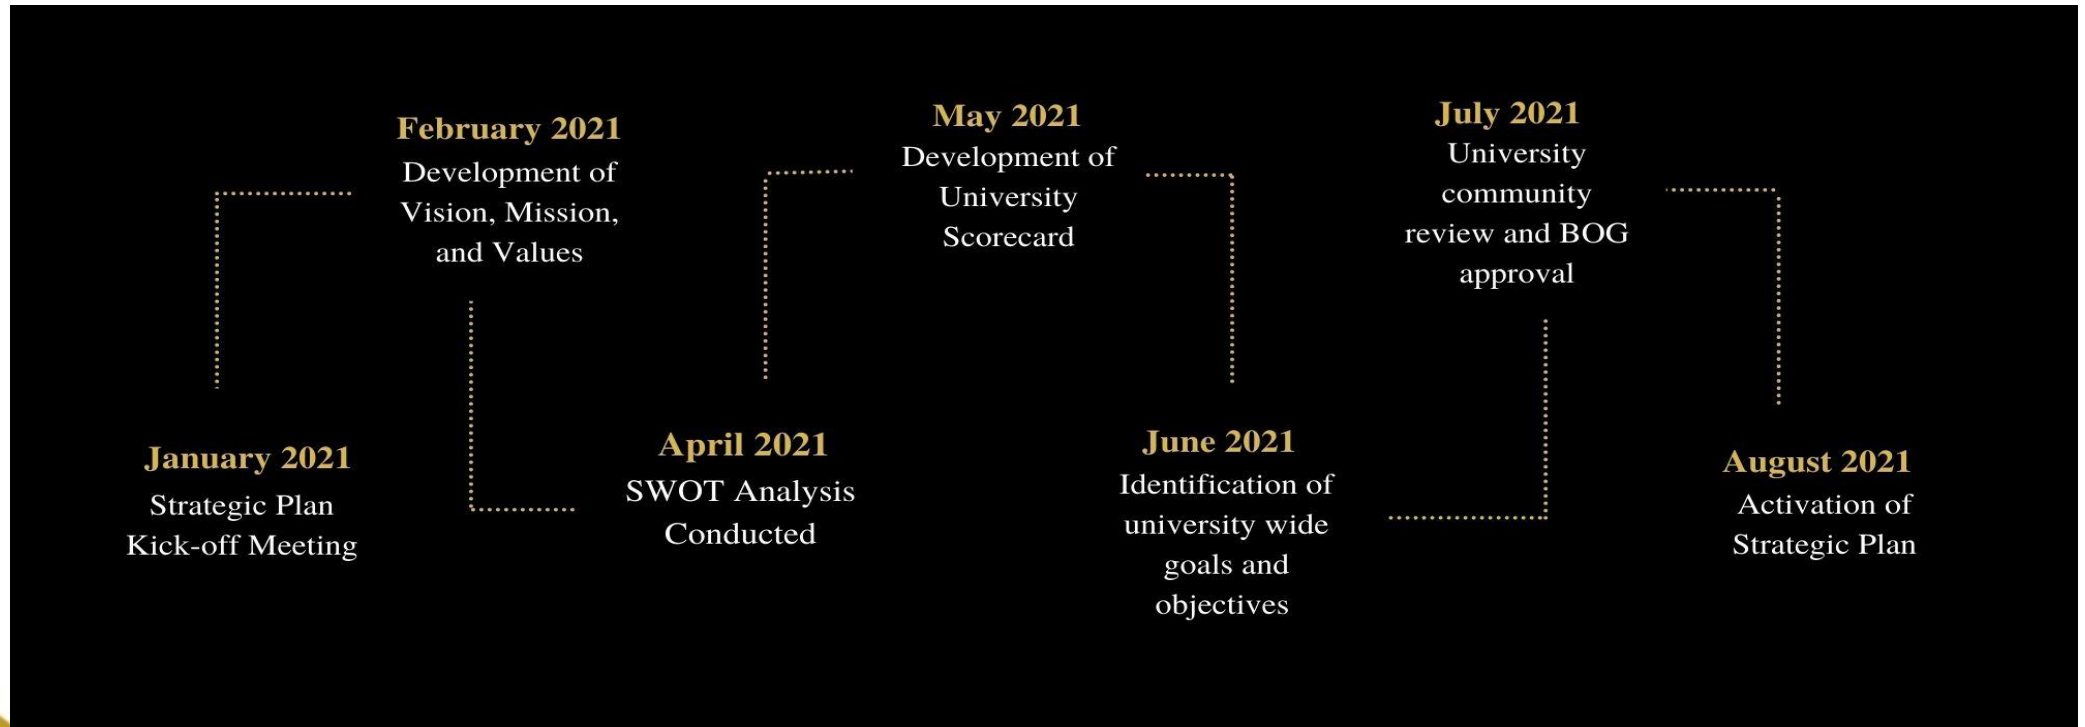 January 2021
Strategic Plan
Kick-off Meeting
February 2021
Development of
Vision, Mission,
and Values
April 2021
SWOT Analysis
Conducted
May 2021
Development of
University
Scorecard
June 2021
Identification of
university wide
goals and
objectives
July 2021
University
community
review and BOG
approval
August 2021
Activation of
Strategic Plan